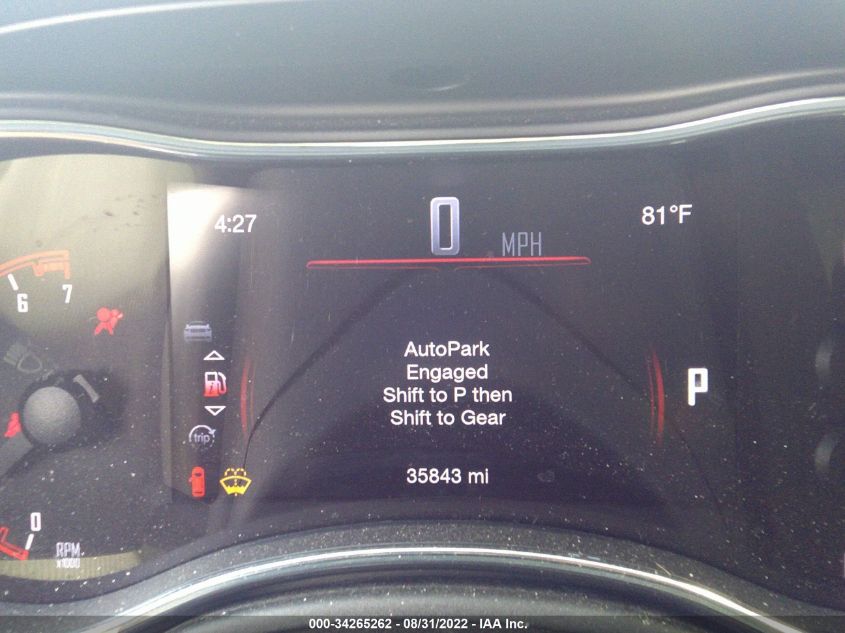 4:27
0 MPH
81°F
6 7
AutoPark
Engaged
Shift to P then
Shift to Gear
P
trip
35843 mi
0
RPM
x1000
000-34265262 - 08/31/2022 - IAA Inc.